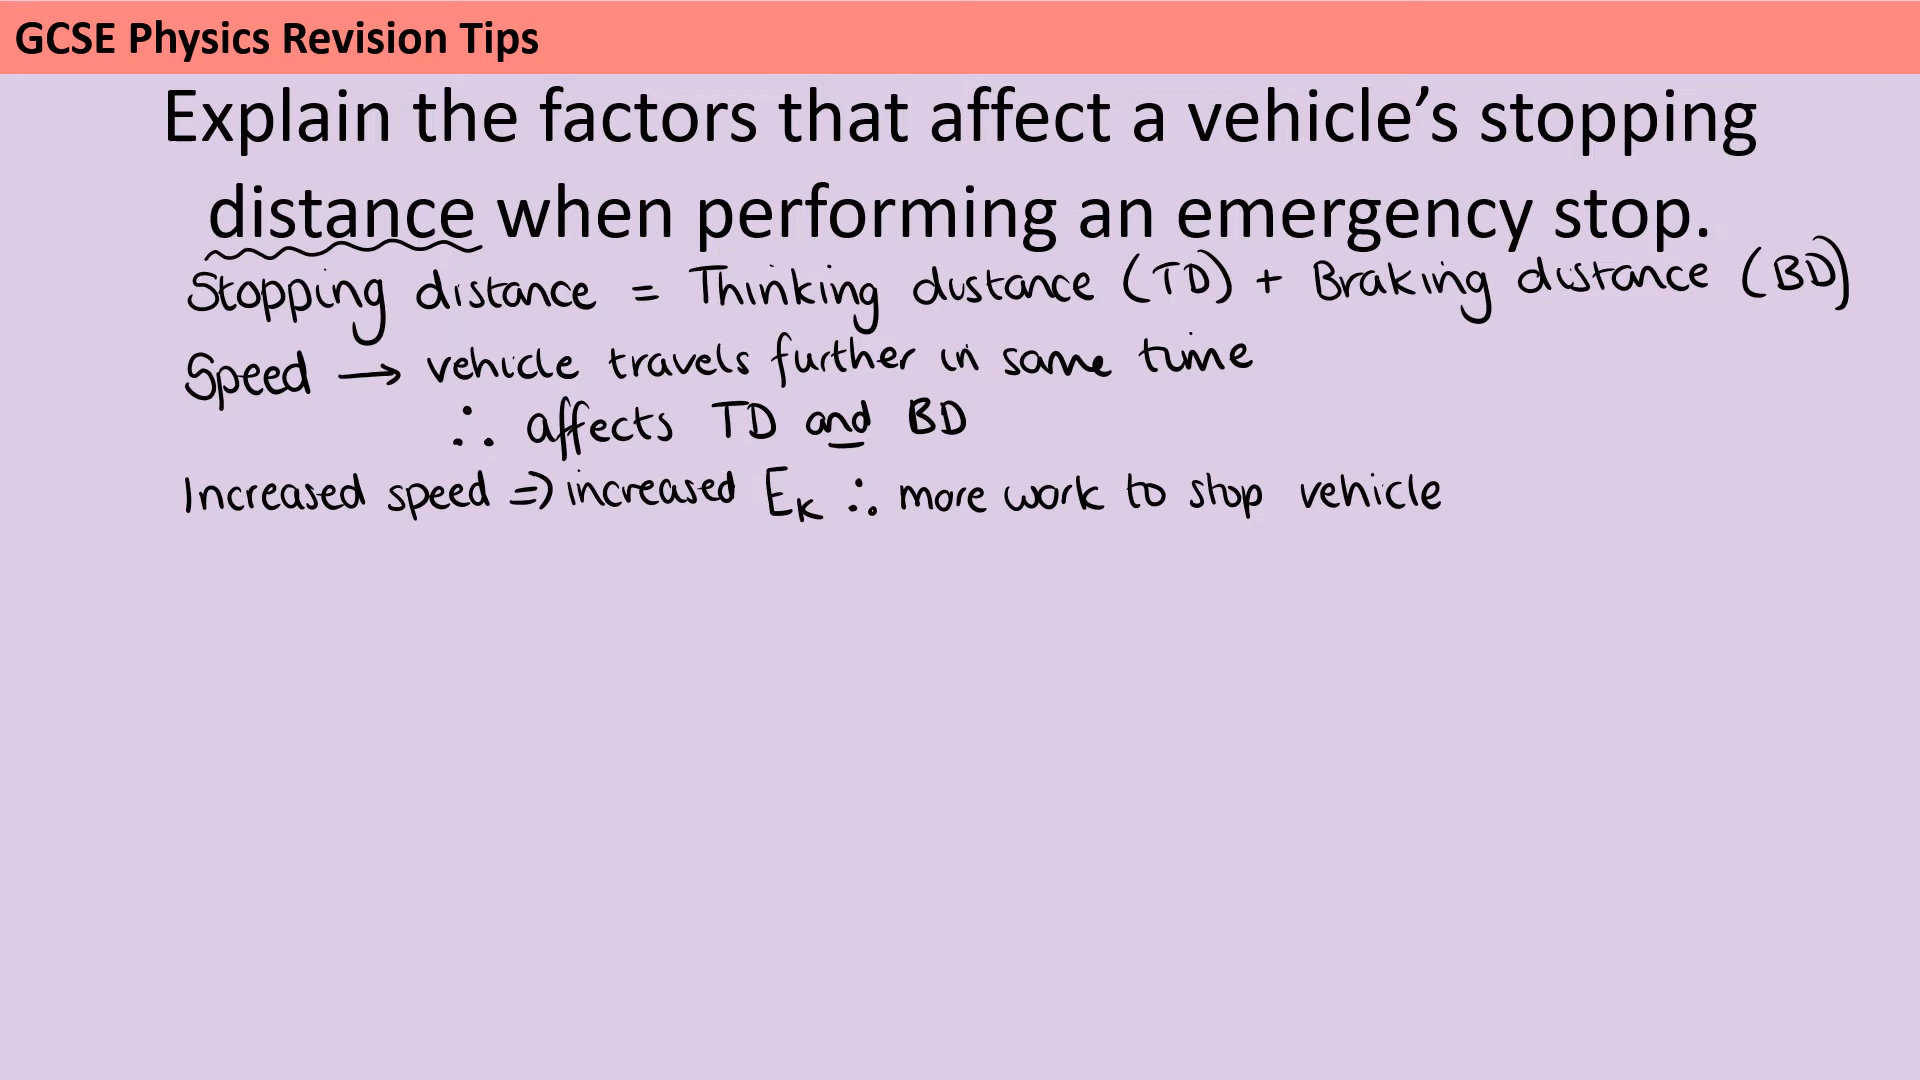 GCSE Physics Revision Tips
Explain the factors that affect a vehicle’s stopping
distance when performing an emergency stop.
Stopping distance = Thinking distance (TD) + Braking distance (BD)
Speed → vehicle travels further in same time
∴ affects TD and BD
Increased speed ⇒ increased Eₖ ∴ more work to stop vehicle